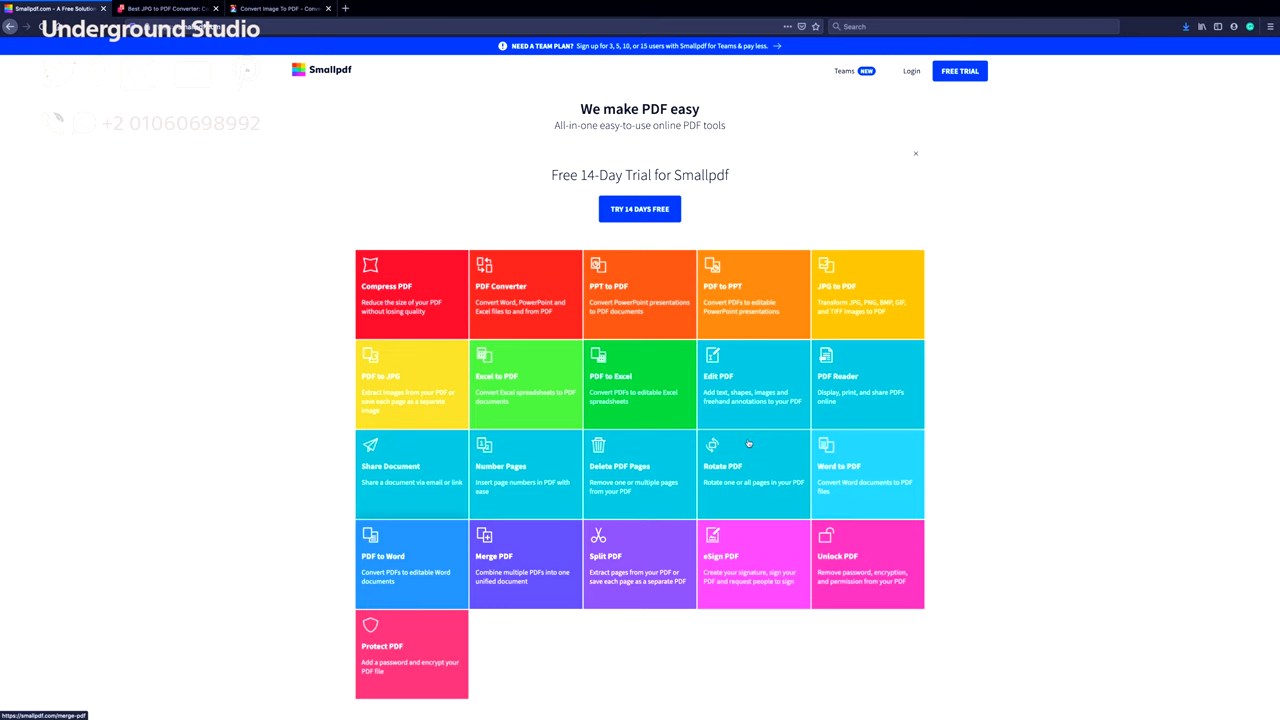 Smallpdf.com - A Free Solution
Best JPG to PDF Converter: Co
Convert Image To PDF - Conve
Search
Underground Studio
+2 01060698992
NEED A TEAM PLAN? Sign up for 3, 5, 10, or 15 users with Smallpdf for Teams & pay less.
Smallpdf
Teams NEW
Login
FREE TRIAL
We make PDF easy
All-in-one easy-to-use online PDF tools
Free 14-Day Trial for Smallpdf
TRY 14 DAYS FREE
Compress PDF
Reduce the size of your PDF
without losing quality
PDF Converter
Convert Word, PowerPoint and
Excel files to and from PDF
PPT to PDF
Convert PowerPoint presentations
to PDF documents
PDF to PPT
Convert PDFs to editable
PowerPoint presentations
JPG to PDF
Transform JPG, PNG, BMP, GIF,
and TIFF images to PDF
PDF to JPG
Extract images from your PDF or
save each page as a separate
image
Excel to PDF
Convert Excel spreadsheets to PDF
documents
PDF to Excel
Convert PDFs to editable Excel
spreadsheets
Edit PDF
Add text, shapes, images and
freehand annotations to your PDF
PDF Reader
Display, print, and share PDFs
online
Share Document
Share a document via email or link
Number Pages
Insert page numbers in PDF with
ease
Delete PDF Pages
Remove one or multiple pages
from your PDF
Rotate PDF
Rotate one or all pages in your PDF
Word to PDF
Convert Word documents to PDF
files
PDF to Word
Convert PDFs to editable Word
documents
Merge PDF
Combine multiple PDFs into one
unified document
Split PDF
Extract pages from your PDF or
save each page as a separate PDF
eSign PDF
Create your signature, sign your
PDF and request people to sign
Unlock PDF
Remove password, encryption,
and permission from your PDF
Protect PDF
Add a password and encrypt your
PDF file
https://smallpdf.com/merge-pdf